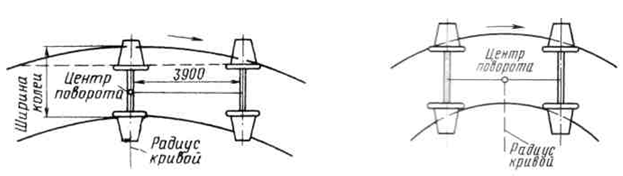 Ширина
колеи
Центр
поворота
3900
Радиус
кривой
Центр
поворота
Радиус
кривой